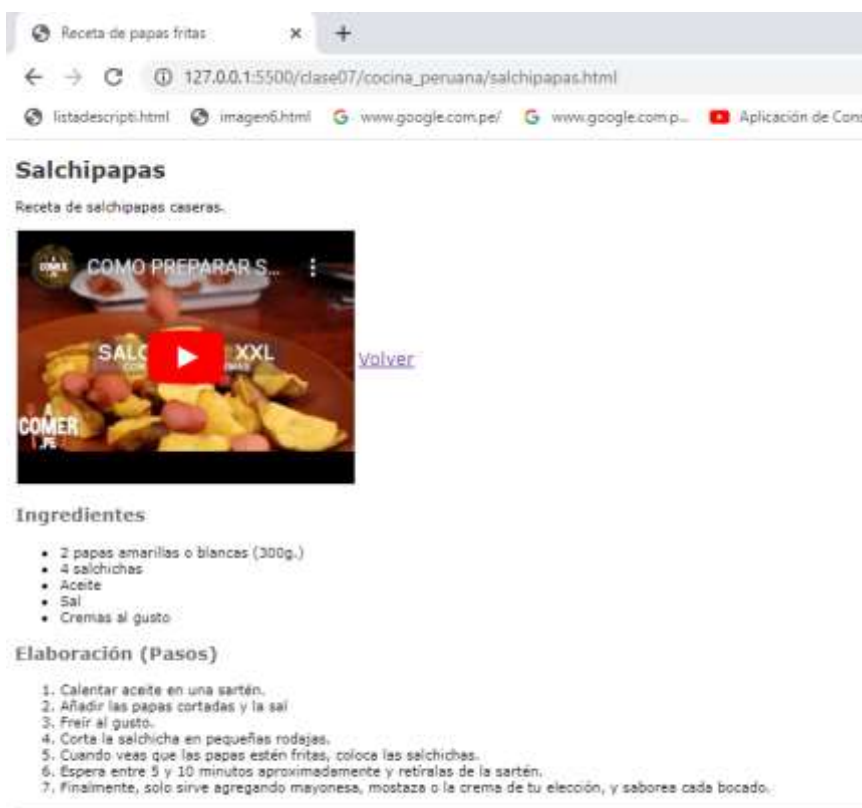 Receta de papas fritas
127.0.0.1:5500/clase07/cocina_peruana/salchipapas.html
listadescripti.html imagen6.html www.google.com.pe/ www.google.com.p... Aplicación de Cons
Salchipapas
Receta de salchipapas caseras.
COMO PREPARAR S...
XXL
A
COMER
.PE
Volver
Ingredientes
2 papas amarillas o blancas (300g.)
4 salchichas
Aceite
Sal
Cremas al gusto
Elaboración (Pasos)
1. Calentar aceite en una sartén.
2. Añadir las papas cortadas y la sal
3. Freír al gusto.
4. Corta la salchicha en pequeñas rodajas.
5. Cuando veas que las papas estén fritas, coloca las salchichas.
6. Espera entre 5 y 10 minutos aproximadamente y retíralas de la sartén.
7. Finalmente, solo sirve agregando mayonesa, mostaza o la crema de tu elección, y saborea cada bocado.